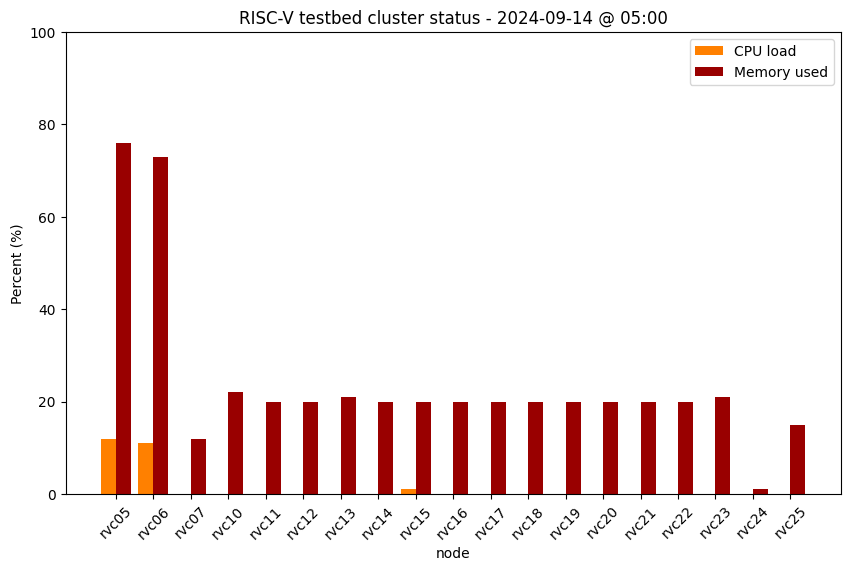 RISC-V testbed cluster status - 2024-09-14 @ 05:00
CPU load
Memory used
Percent (%)
100
80
60
40
20
0
rvc05
rvc06
rvc07
rvc10
rvc11
rvc12
rvc13
rvc14
rvc15
rvc16
rvc17
rvc18
rvc19
rvc20
rvc21
rvc22
rvc23
rvc24
rvc25
node